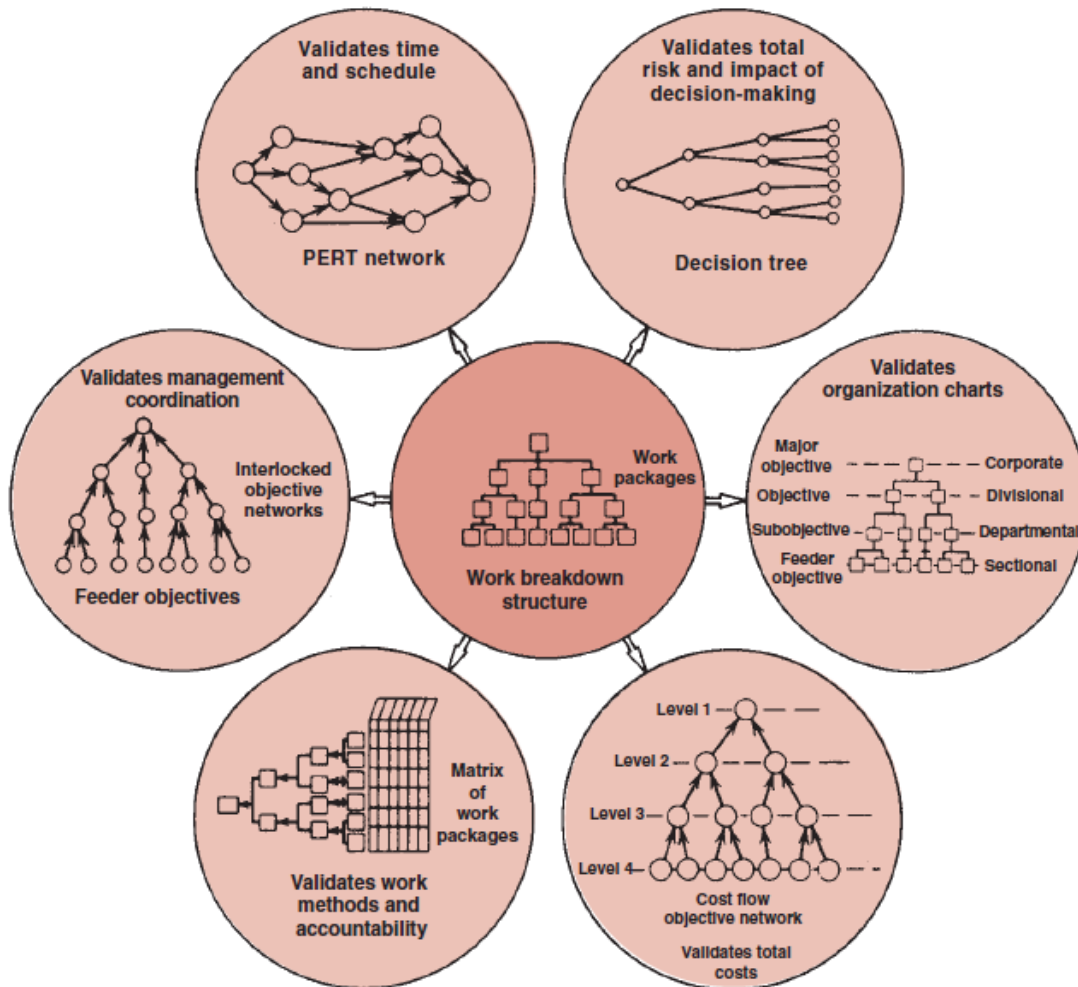 Validates time
and schedule
PERT network
Validates total
risk and impact of
decision-making
Decision tree
Validates management
coordination
Interlocked
objective
networks
Feeder objectives
Work
packages
Work breakdown
structure
Validates
organization charts
Major
objective
Corporate
Objective
Divisional
Subobjective
Departmental
Feeder
objective
Sectional
Matrix
of
work
packages
Validates work
methods and
accountability
Level 1
Level 2
Level 3
Level 4
Cost flow
objective network
Validates total
costs